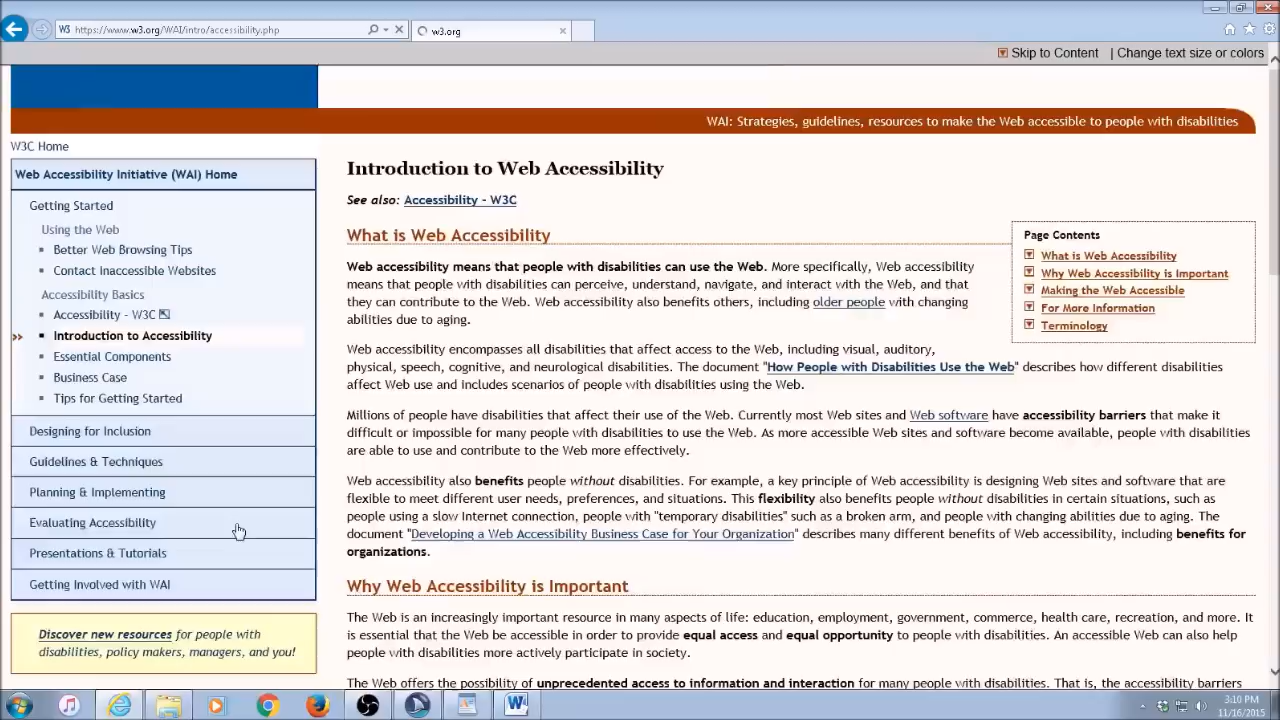 W3 https://www.w3.org/WAI/intro/accessibility.php
w3.org
Skip to Content | Change text size or colors
WAI: Strategies, guidelines, resources to make the Web accessible to people with disabilities
W3C Home
Web Accessibility Initiative (WAI) Home
Getting Started
Using the Web
Better Web Browsing Tips
Contact Inaccessible Websites
Accessibility Basics
Accessibility - W3C
Introduction to Accessibility
Essential Components
Business Case
Tips for Getting Started
Designing for Inclusion
Guidelines & Techniques
Planning & Implementing
Evaluating Accessibility
Presentations & Tutorials
Getting Involved with WAI
Discover new resources for people with
disabilities, policy makers, managers, and you!
Introduction to Web Accessibility
See also: Accessibility - W3C
What is Web Accessibility
Page Contents
What is Web Accessibility
Why Web Accessibility is Important
Making the Web Accessible
For More Information
Terminology
Web accessibility means that people with disabilities can use the Web. More specifically, Web accessibility
means that people with disabilities can perceive, understand, navigate, and interact with the Web, and that
they can contribute to the Web. Web accessibility also benefits others, including older people with changing
abilities due to aging.
Web accessibility encompasses all disabilities that affect access to the Web, including visual, auditory,
physical, speech, cognitive, and neurological disabilities. The document "How People with Disabilities Use the Web" describes how different disabilities
affect Web use and includes scenarios of people with disabilities using the Web.
Millions of people have disabilities that affect their use of the Web. Currently most Web sites and Web software have accessibility barriers that make it
difficult or impossible for many people with disabilities to use the Web. As more accessible Web sites and software become available, people with disabilities
are able to use and contribute to the Web more effectively.
Web accessibility also benefits people without disabilities. For example, a key principle of Web accessibility is designing Web sites and software that are
flexible to meet different user needs, preferences, and situations. This flexibility also benefits people without disabilities in certain situations, such as
people using a slow Internet connection, people with "temporary disabilities" such as a broken arm, and people with changing abilities due to aging. The
document "Developing a Web Accessibility Business Case for Your Organization" describes many different benefits of Web accessibility, including benefits for
organizations.
Why Web Accessibility is Important
The Web is an increasingly important resource in many aspects of life: education, employment, government, commerce, health care, recreation, and more. It
is essential that the Web be accessible in order to provide equal access and equal opportunity to people with disabilities. An accessible Web can also help
people with disabilities more actively participate in society.
The Web offers the possibility of unprecedented access to information and interaction for many people with disabilities. That is, the accessibility barriers
3:10 PM
11/16/2015